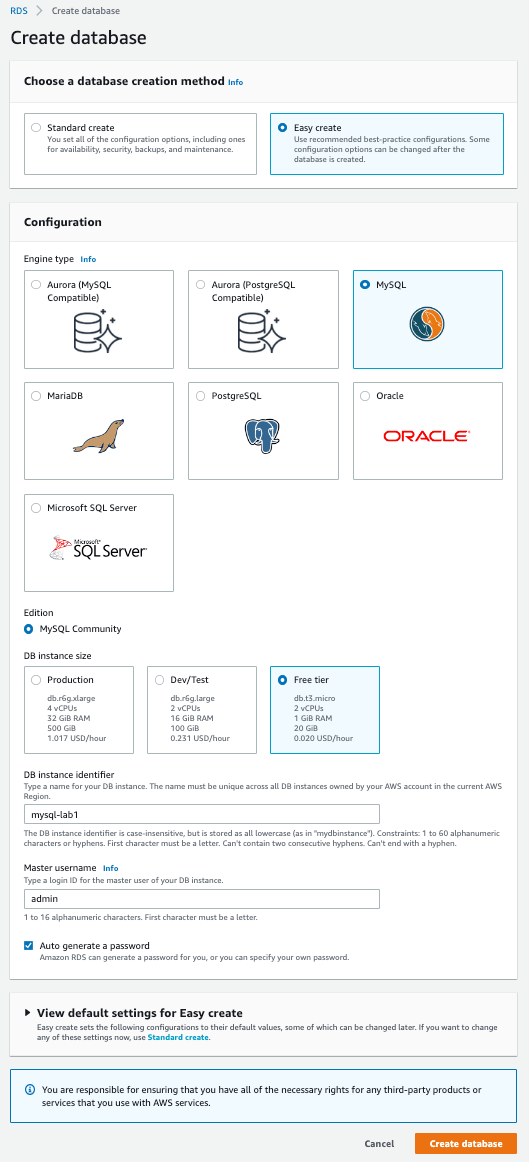 RDS > Create database
Create database
Choose a database creation method Info
Standard create
You set all of the configuration options, including ones
for availability, security, backups, and maintenance.
Easy create
Use recommended best-practice configurations. Some
configuration options can be changed after the
database is created.
Configuration
Engine type Info
Aurora (MySQL
Compatible)
Aurora (PostgreSQL
Compatible)
MySQL
MariaDB
PostgreSQL
Oracle
ORACLE
Microsoft SQL Server
Microsoft
SQL Server
Edition
MySQL Community
DB instance size
Production
db.r6g.xlarge
4 vCPUs
32 GiB RAM
500 GiB
1.017 USD/hour
Dev/Test
db.r6g.large
2 vCPUs
16 GiB RAM
100 GiB
0.231 USD/hour
Free tier
db.t3.micro
2 vCPUs
1 GiB RAM
20 GiB
0.020 USD/hour
DB instance identifier
Type a name for your DB instance. The name must be unique across all DB instances owned by your AWS account in the current AWS
Region.
mysql-lab1
The DB instance identifier is case-insensitive, but is stored as all lowercase (as in "mydbinstance"). Constraints: 1 to 60 alphanumeric
characters or hyphens. First character must be a letter. Can't contain two consecutive hyphens. Can't end with a hyphen.
Master username Info
Type a login ID for the master user of your DB instance.
admin
1 to 16 alphanumeric characters. First character must be a letter.
Auto generate a password
Amazon RDS can generate a password for you, or you can specify your own password.
View default settings for Easy create
Easy create sets the following configurations to their default values, some of which can be changed later. If you want to change
any of these settings now, use Standard create.
You are responsible for ensuring that you have all of the necessary rights for any third-party products or
services that you use with AWS services.
Cancel
Create database